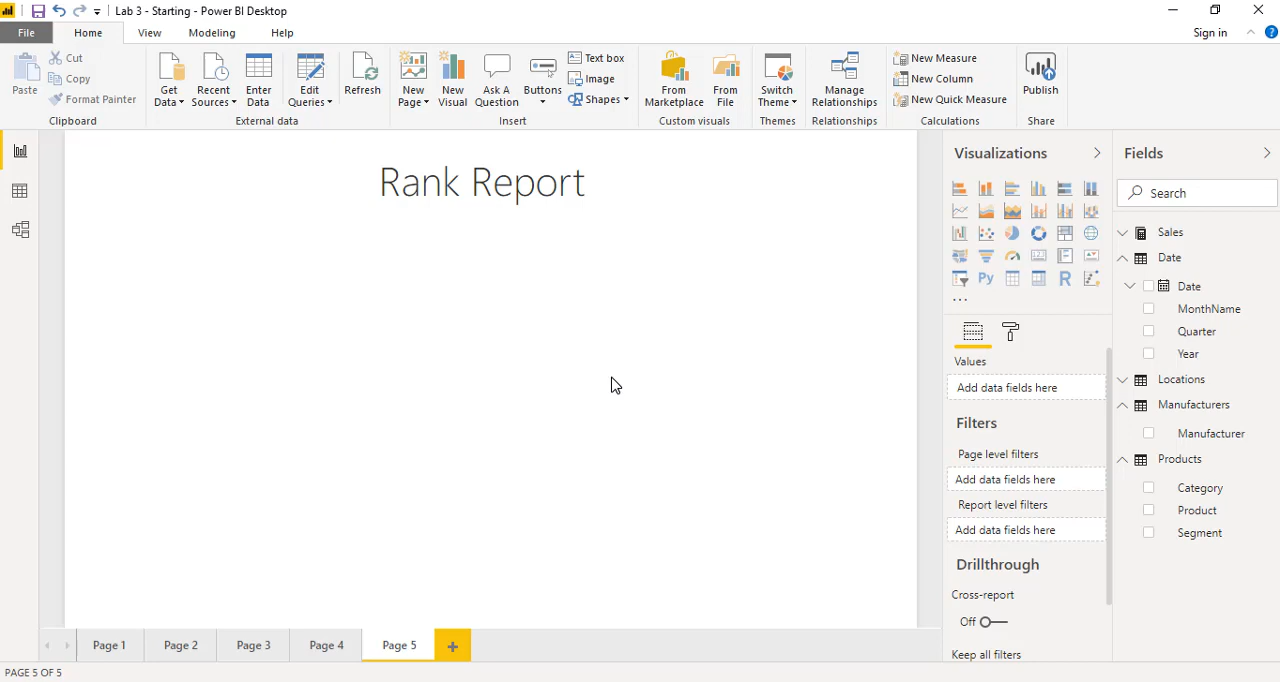 Lab 3 - Starting - Power BI Desktop
File
Home
View
Modeling
Help
Sign in
?
Paste
Cut
Copy
Format Painter
Clipboard
Get Data
Recent Sources
Enter Data
Edit Queries
Refresh
External data
New Page
New Visual
Ask A Question
Buttons
Text box
Image
Shapes
Insert
From Marketplace
From File
Custom visuals
Switch Theme
Themes
Manage Relationships
Relationships
New Measure
New Column
New Quick Measure
Calculations
Publish
Share
Rank Report
Visualizations
Py
R
Values
Add data fields here
Filters
Page level filters
Add data fields here
Report level filters
Add data fields here
Drillthrough
Cross-report
Off
Keep all filters
Fields
Search
Sales
Date
Date
MonthName
Quarter
Year
Locations
Manufacturers
Manufacturer
Products
Category
Product
Segment
Page 1
Page 2
Page 3
Page 4
Page 5
PAGE 5 OF 5